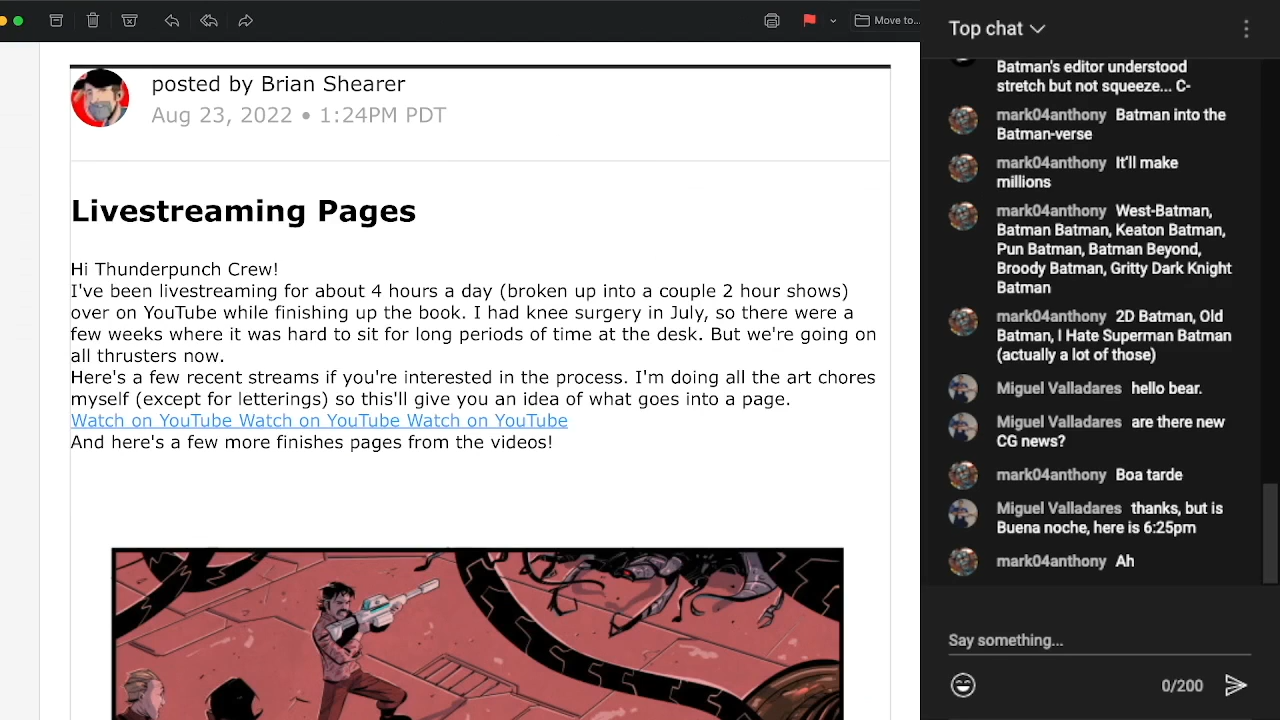 Move to...
posted by Brian Shearer
Aug 23, 2022 • 1:24PM PDT
Livestreaming Pages
Hi Thunderpunch Crew!
I've been livestreaming for about 4 hours a day (broken up into a couple 2 hour shows)
over on YouTube while finishing up the book. I had knee surgery in July, so there were a
few weeks where it was hard to sit for long periods of time at the desk. But we're going on
all thrusters now.
Here's a few recent streams if you're interested in the process. I'm doing all the art chores
myself (except for letterings) so this'll give you an idea of what goes into a page.
Watch on YouTube Watch on YouTube Watch on YouTube
And here's a few more finishes pages from the videos!
Top chat
Batman's editor understood
stretch but not squeeze... C-
mark04anthony Batman into the
Batman-verse
mark04anthony It'll make
millions
mark04anthony West-Batman,
Batman Batman, Keaton Batman,
Pun Batman, Batman Beyond,
Broody Batman, Gritty Dark Knight
Batman
mark04anthony 2D Batman, Old
Batman, I Hate Superman Batman
(actually a lot of those)
Miguel Valladares hello bear.
Miguel Valladares are there new
CG news?
mark04anthony Boa tarde
Miguel Valladares thanks, but is
Buena noche, here is 6:25pm
mark04anthony Ah
Say something...
0/200